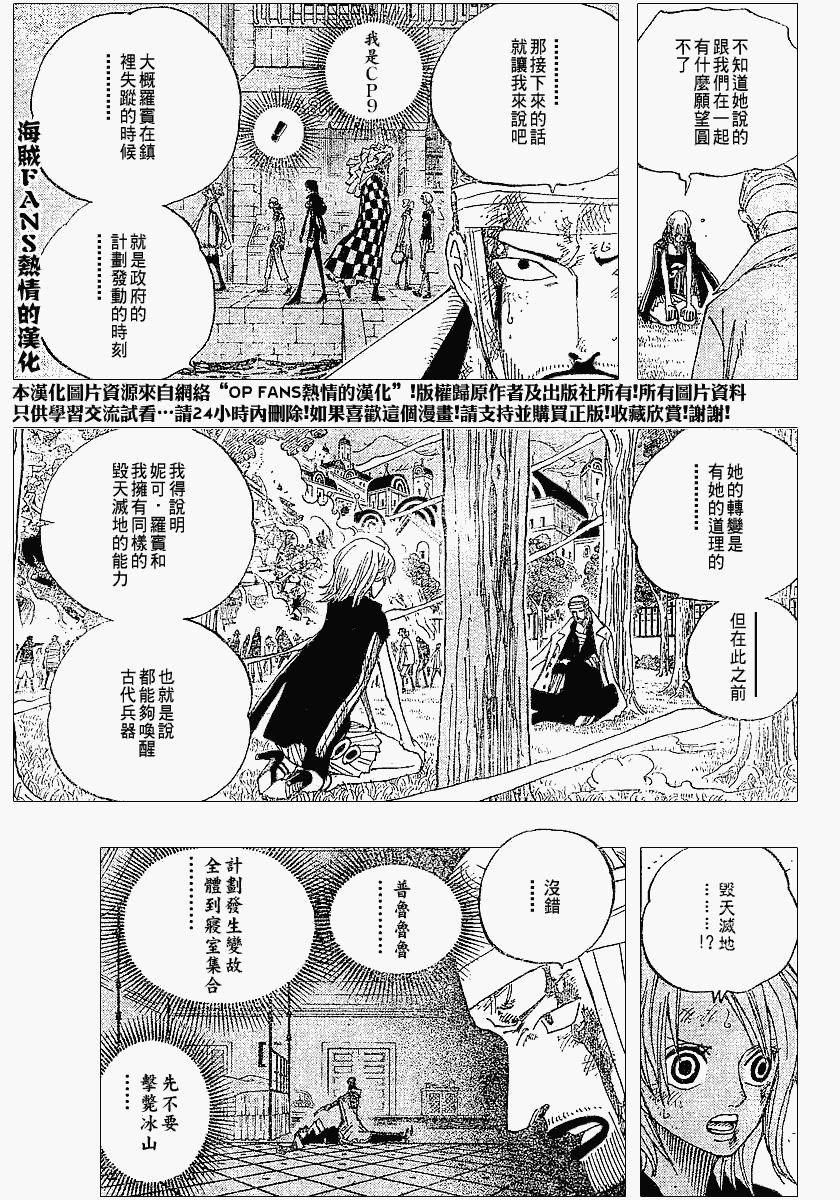 不知道她說的
跟我們在一起
有什麼願望圓
不了
………
那接下來的話
就讓我來說吧
我是CP9
!
大概羅賓在鎮
裡失蹤的時候
………
就是政府的
計劃發動的時刻
………
海賊FANS熱情的漢化
本漢化圖片資源來自網絡“OP FANS熱情的漢化”!版權歸原作者及出版社所有!所有圖片資料
只供學習交流試看…請24小時內刪除!如果喜歡這個漫畫!請支持並購買正版!收藏欣賞!謝謝!
她的轉變是
有她的道理的
………
——
但在此之前
我得說明
妮可·羅賓和
我擁有同樣的
毀天滅地的能力
也就是說
都能夠喚醒
古代兵器
毀天滅地
………!?
沒錯
………
普魯魯魯
………
計劃發生變故
全體到寢室集合
………
先不要
擊斃冰山
……